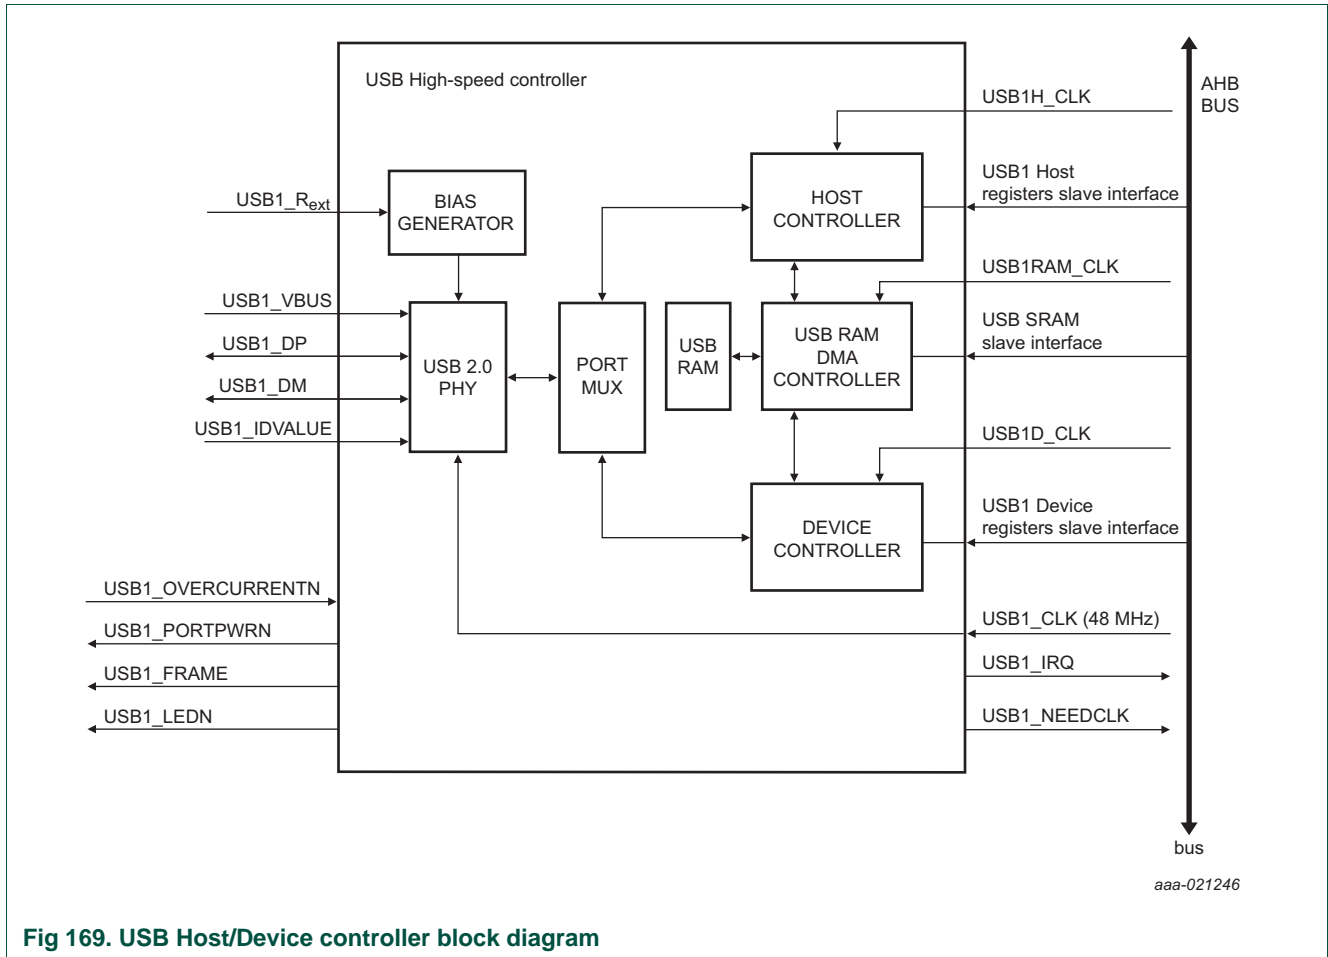 USB High-speed controller
AHB
BUS
USB1H_CLK
USB1 Host
registers slave interface
HOST
CONTROLLER
USB1_Rext
BIAS
GENERATOR
USB1RAM_CLK
USB SRAM
slave interface
USB1_VBUS
USB1_DP
USB1_DM
USB1_IDVALUE
USB 2.0
PHY
PORT
MUX
USB
RAM
USB RAM
DMA
CONTROLLER
USB1D_CLK
USB1 Device
registers slave interface
DEVICE
CONTROLLER
USB1_OVERCURRENTN
USB1_PORTPWRN
USB1_FRAME
USB1_LEDN
USB1_CLK (48 MHz)
USB1_IRQ
USB1_NEEDCLK
bus
aaa-021246
Fig 169. USB Host/Device controller block diagram